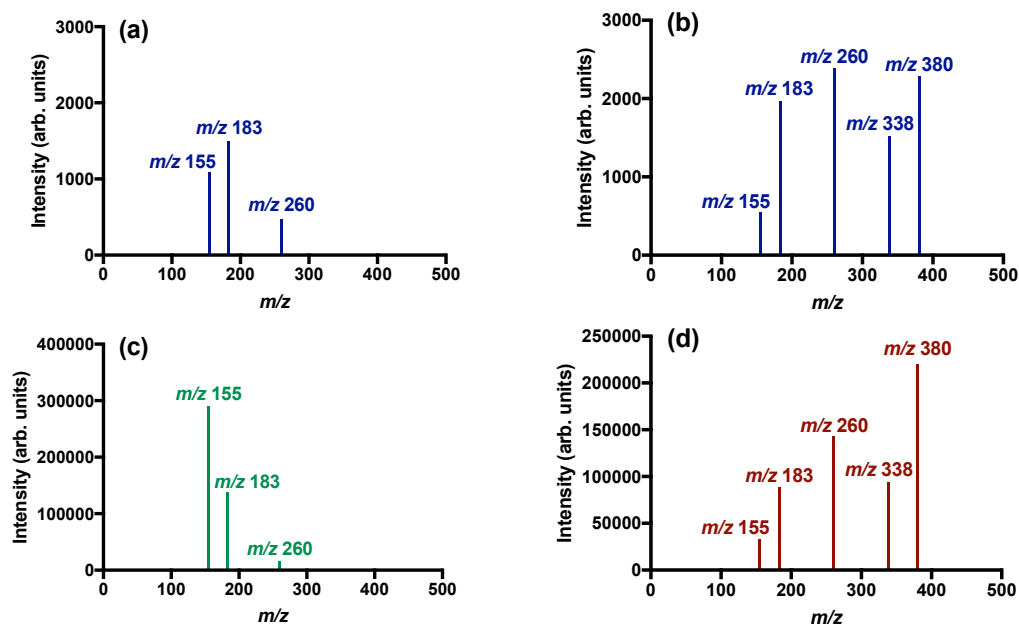 (a)
3000
2000
1000
0
Intensity (arb. units)
m/z 155
m/z 183
m/z 260
0 100 200 300 400 500
m/z
(b)
3000
2000
1000
0
Intensity (arb. units)
m/z 155
m/z 183
m/z 260
m/z 338
m/z 380
0 100 200 300 400 500
m/z
(c)
400000
300000
200000
100000
0
Intensity (arb. units)
m/z 155
m/z 183
m/z 260
0 100 200 300 400 500
m/z
(d)
250000
200000
150000
100000
50000
0
Intensity (arb. units)
m/z 155
m/z 183
m/z 260
m/z 338
m/z 380
0 100 200 300 400 500
m/z